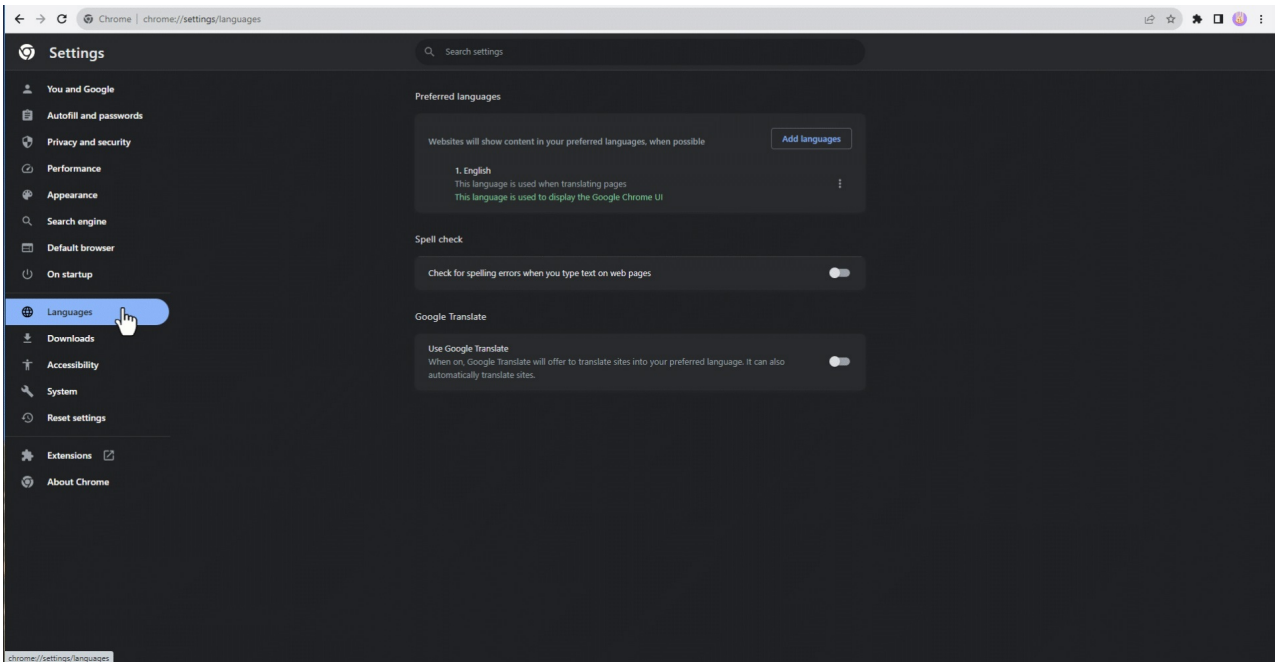 Chrome | chrome://settings/languages
Settings
Search settings
You and Google
Autofill and passwords
Privacy and security
Performance
Appearance
Search engine
Default browser
On startup
Languages
Downloads
Accessibility
System
Reset settings
Extensions
About Chrome
Preferred languages
Websites will show content in your preferred languages, when possible
Add languages
1. English
This language is used when translating pages
This language is used to display the Google Chrome UI
Spell check
Check for spelling errors when you type text on web pages
Google Translate
Use Google Translate
When on, Google Translate will offer to translate sites into your preferred language. It can also
automatically translate sites.
chrome://settings/languages